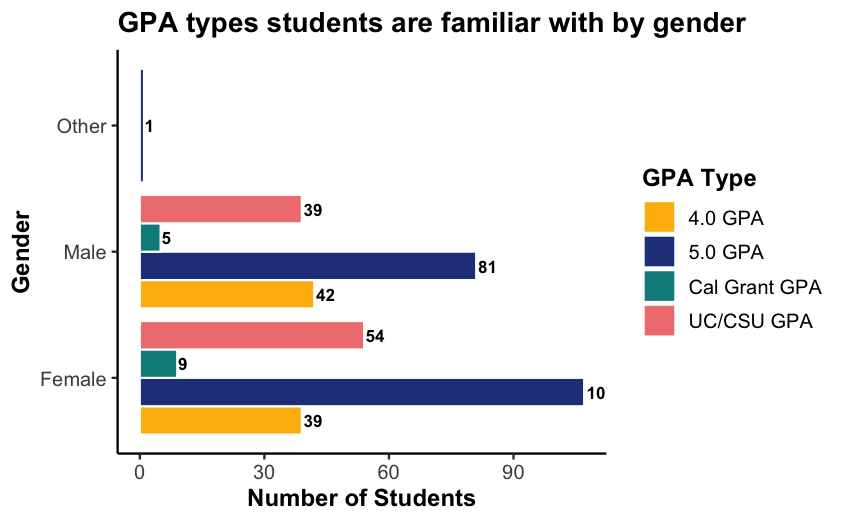 GPA types students are familiar with by gender
Other
1
39
Male
5
81
42
54
Female
9
10
39
0 30 60 90
Number of Students
Gender
GPA Type
4.0 GPA
5.0 GPA
Cal Grant GPA
UC/CSU GPA